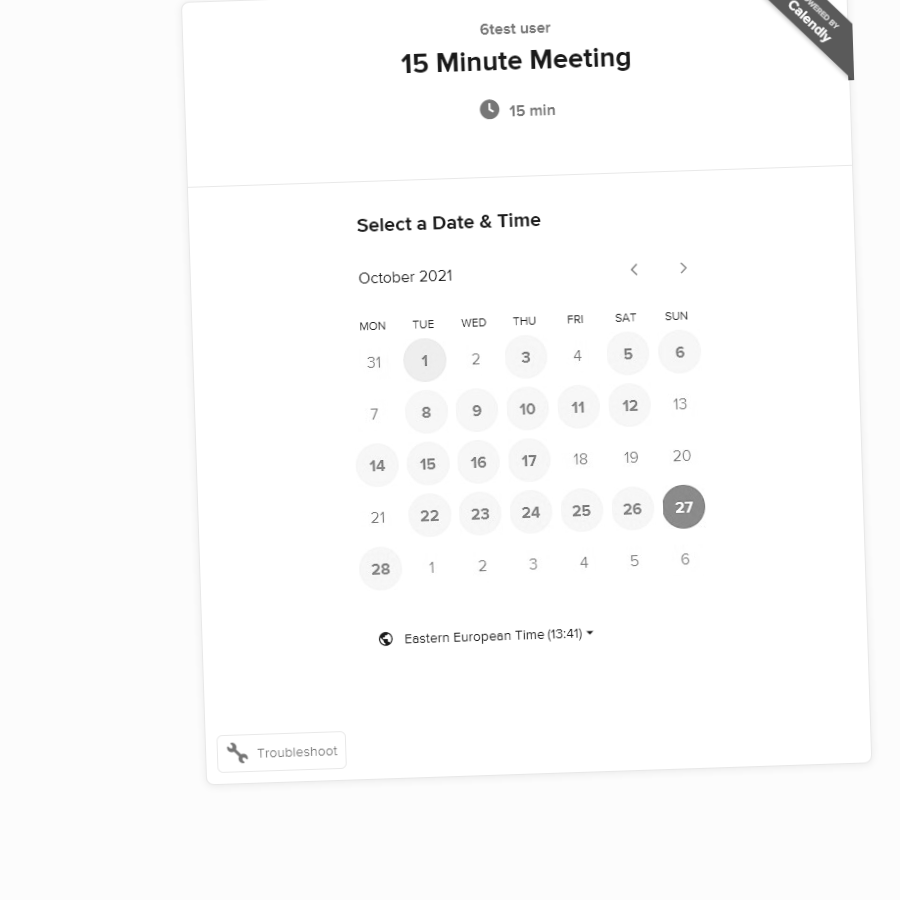 6test user
POWERED BY
Calendly
15 Minute Meeting
15 min
Select a Date & Time
October 2021
MON TUE WED THU FRI SAT SUN
31 1 2 3 4 5 6
7 8 9 10 11 12 13
14 15 16 17 18 19 20
21 22 23 24 25 26 27
28 1 2 3 4 5 6
Eastern European Time (13:41)
Troubleshoot